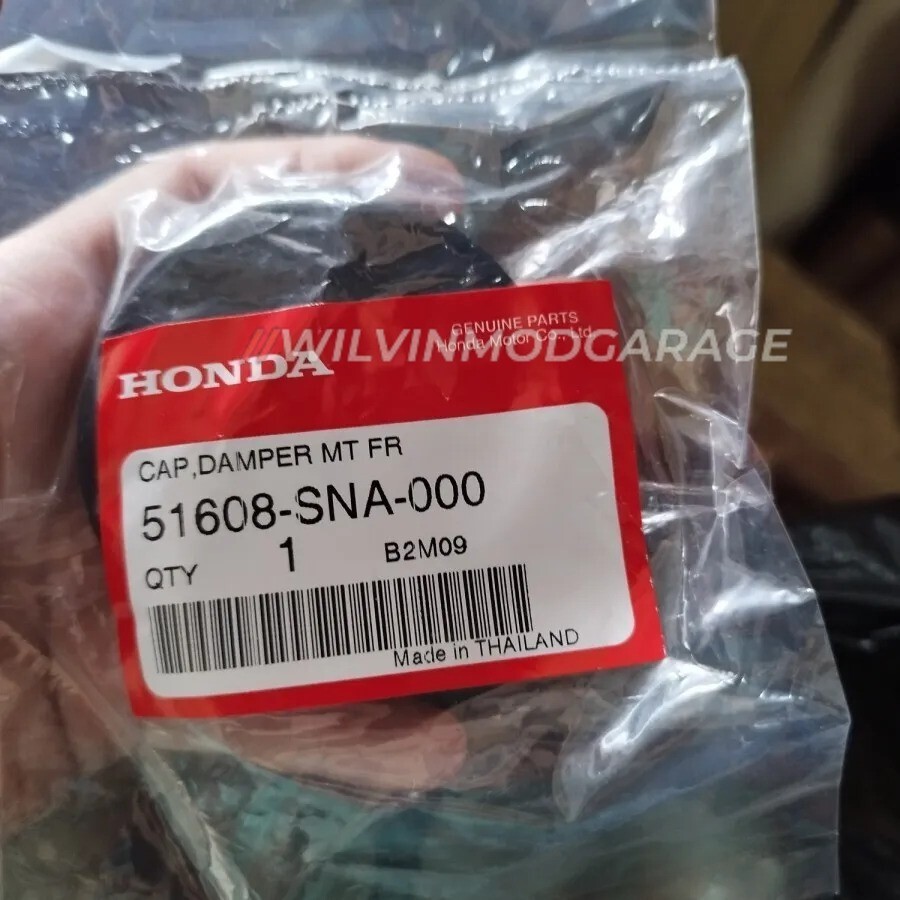 GENUINE PARTS
Honda Motor Co., Ltd.
//WILVINMODGARAGE
HONDA
CAP,DAMPER MT FR
51608-SNA-000
QTY 1 B2M09
Made in THAILAND